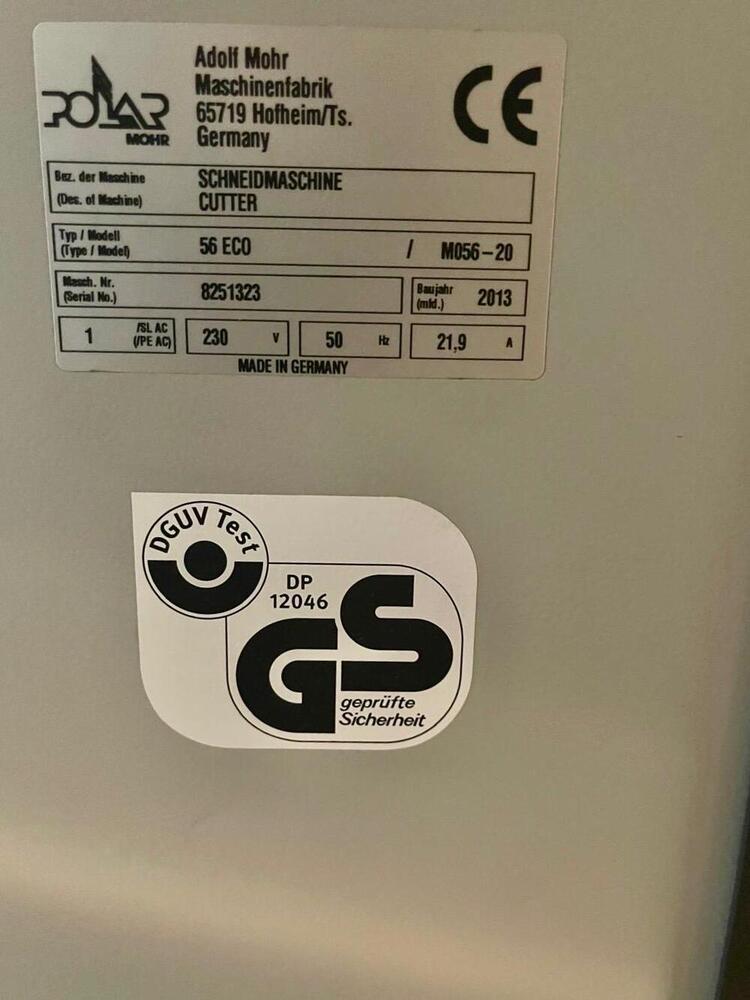 POLAR
MOHR
Adolf Mohr
Maschinenfabrik
65719 Hofheim/Ts.
Germany
CE
Bez. der Maschine
(Des. of Machine)
SCHNEIDMASCHINE
CUTTER
Typ / Modell
(Type / Model)
56 ECO / M056-20
Masch. Nr.
(Serial No.)
8251323
Baujahr
(mfd.)
2013
1 /SL AC
(/PE AC)
230 V
50 Hz
21,9 A
MADE IN GERMANY
DGUV Test
DP
12046
GS
geprüfte
Sicherheit